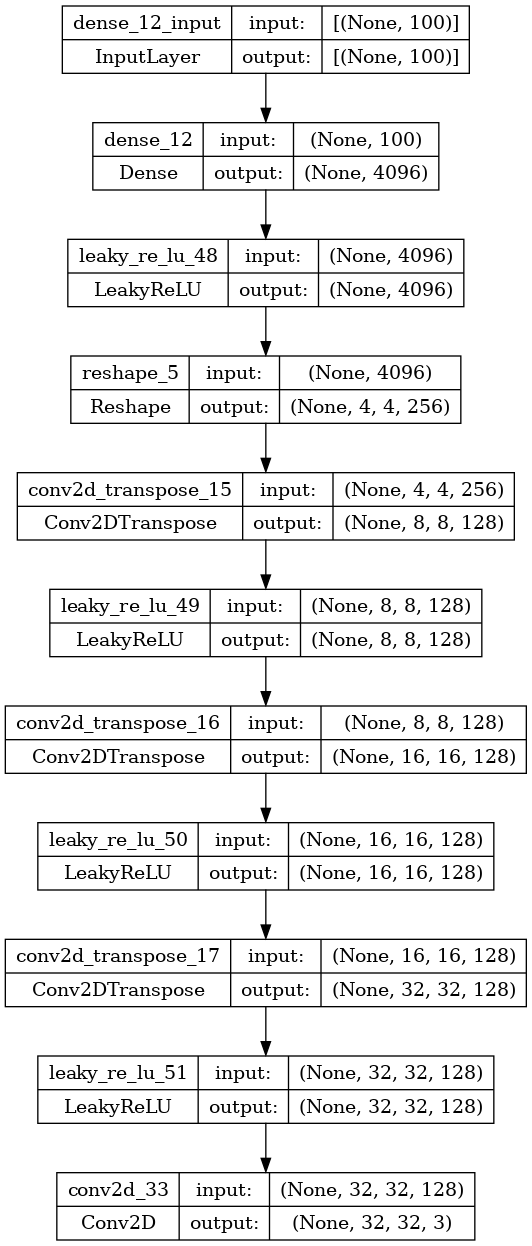 dense_12_input input: [(None, 100)]
InputLayer output: [(None, 100)]
dense_12 input: (None, 100)
Dense output: (None, 4096)
leaky_re_lu_48 input: (None, 4096)
LeakyReLU output: (None, 4096)
reshape_5 input: (None, 4096)
Reshape output: (None, 4, 4, 256)
conv2d_transpose_15 input: (None, 4, 4, 256)
Conv2DTranspose output: (None, 8, 8, 128)
leaky_re_lu_49 input: (None, 8, 8, 128)
LeakyReLU output: (None, 8, 8, 128)
conv2d_transpose_16 input: (None, 8, 8, 128)
Conv2DTranspose output: (None, 16, 16, 128)
leaky_re_lu_50 input: (None, 16, 16, 128)
LeakyReLU output: (None, 16, 16, 128)
conv2d_transpose_17 input: (None, 16, 16, 128)
Conv2DTranspose output: (None, 32, 32, 128)
leaky_re_lu_51 input: (None, 32, 32, 128)
LeakyReLU output: (None, 32, 32, 128)
conv2d_33 input: (None, 32, 32, 128)
Conv2D output: (None, 32, 32, 3)